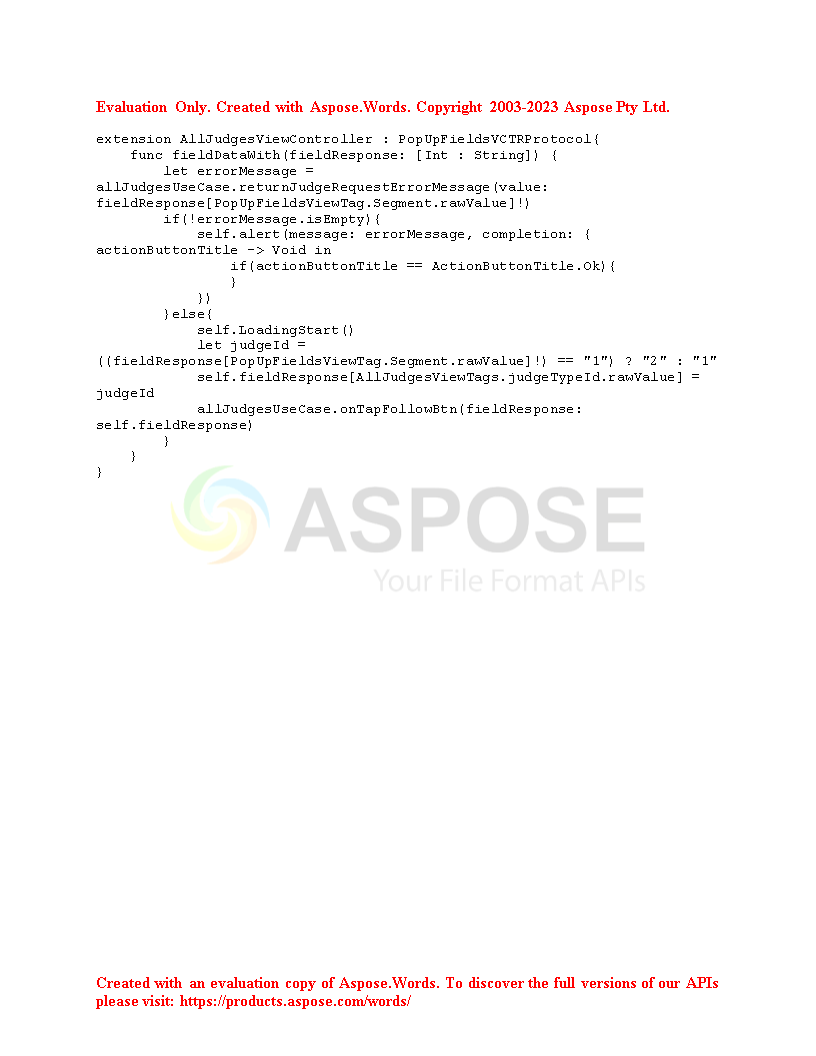 Evaluation Only. Created with Aspose.Words. Copyright 2003-2023 Aspose Pty Ltd.
extension AllJudgesViewController : PopUpFieldsVCTRProtocol{
    func fieldDataWith(fieldResponse: [Int : String]) {
        let errorMessage =
allJudgesUseCase.returnJudgeRequestErrorMessage(value:
fieldResponse[PopUpFieldsViewTag.Segment.rawValue]!)
        if(!errorMessage.isEmpty){
            self.alert(message: errorMessage, completion: {
actionButtonTitle -> Void in
                if(actionButtonTitle == ActionButtonTitle.Ok){
                }
            })
        }else{
            self.LoadingStart()
            let judgeId =
((fieldResponse[PopUpFieldsViewTag.Segment.rawValue]!) == "1") ? "2" : "1"
            self.fieldResponse[AllJudgesViewTags.judgeTypeId.rawValue] =
judgeId
            allJudgesUseCase.onTapFollowBtn(fieldResponse:
self.fieldResponse)
        }
    }
}
ASPOSE
Your File Format APIs
Created with an evaluation copy of Aspose.Words. To discover the full versions of our APIs
please visit: https://products.aspose.com/words/